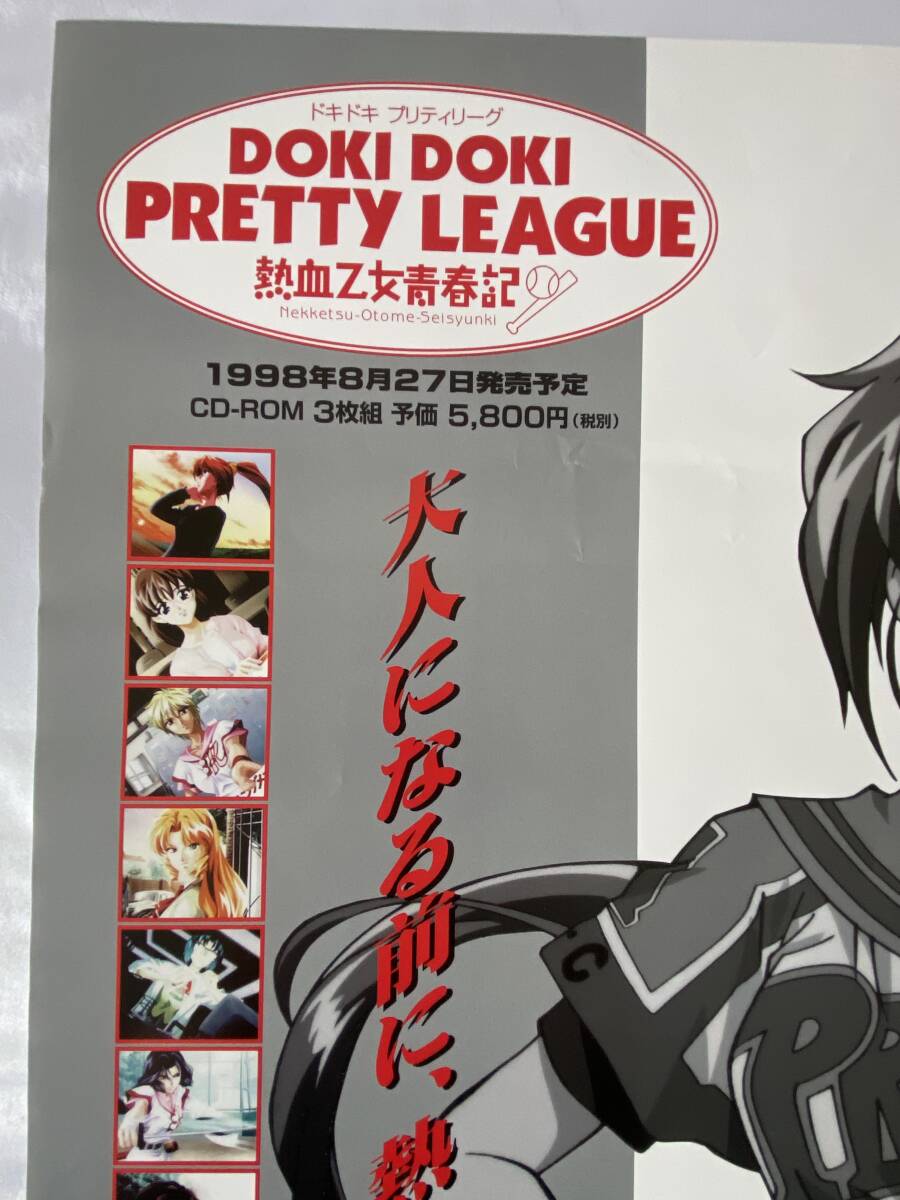 ドキドキ プリティリーグ
DOKI DOKI
PRETTY LEAGUE
熱血乙女青春記
Nekketsu-Otome-Seisyunki
1998年8月27日発売予定
CD-ROM 3枚組 予価 5,800円(税別)
大人になる前に、熱
C
PR